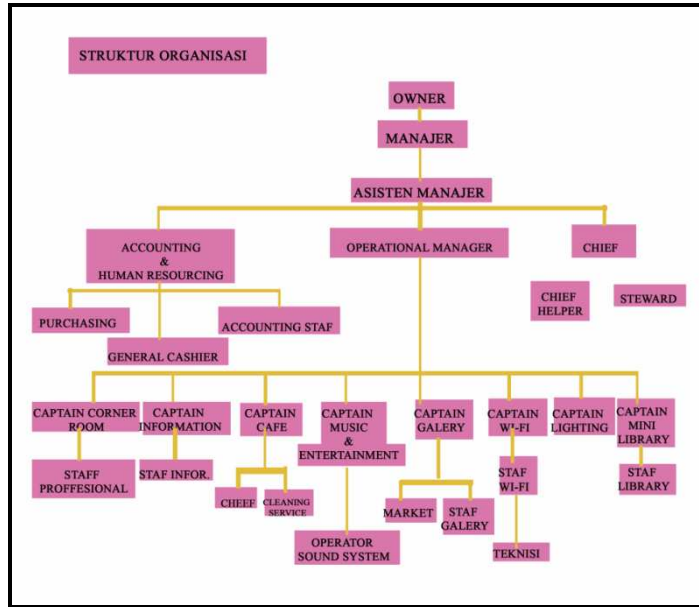 STRUKTUR ORGANISASI
OWNER
MANAJER
ASISTEN MANAJER
ACCOUNTING
&
HUMAN RESOURCING
OPERATIONAL MANAGER
CHIEF
CHIEF
HELPER
STEWARD
PURCHASING
ACCOUNTING STAF
GENERAL CASHIER
CAPTAIN CORNER
ROOM
CAPTAIN
INFORMATION
CAPTAIN
CAFE
CAPTAIN
MUSIC
&
ENTERTAINMENT
CAPTAIN
GALERY
CAPTAIN
WI-FI
CAPTAIN
LIGHTING
CAPTAIN
MINI
LIBRARY
STAFF
PROFFESIONAL
STAF INFOR.
CHEEF
CLEANING
SERVICE
OPERATOR
SOUND SYSTEM
MARKET
STAF
GALERY
STAF
WI-FI
TEKNISI
STAF
LIBRARY